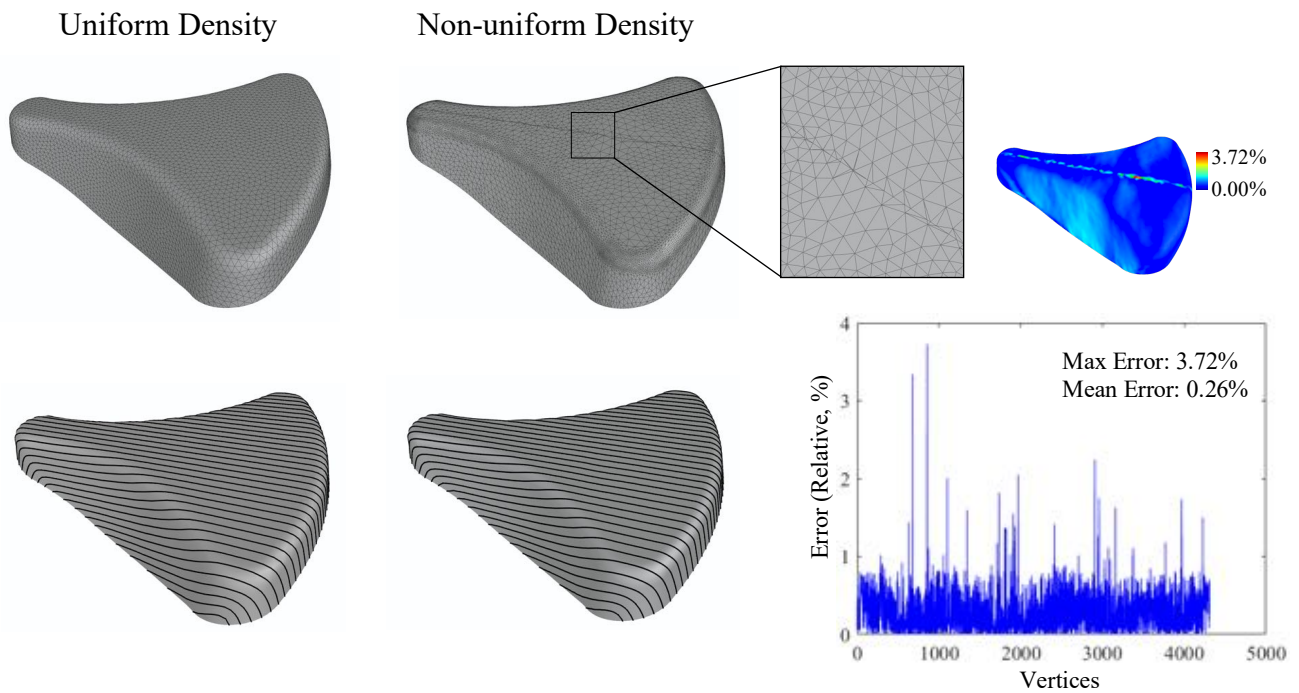 Uniform Density
Non-uniform Density
3.72%
0.00%
4
3
2
1
0
Error (Relative, %)
Max Error: 3.72%
Mean Error: 0.26%
0 1000 2000 3000 4000 5000
Vertices